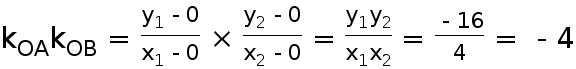 k_OA k_OB = (y₁ - 0)/(x₁ - 0) × (y₂ - 0)/(x₂ - 0) = y₁y₂/x₁x₂ = - 16/4 = - 4